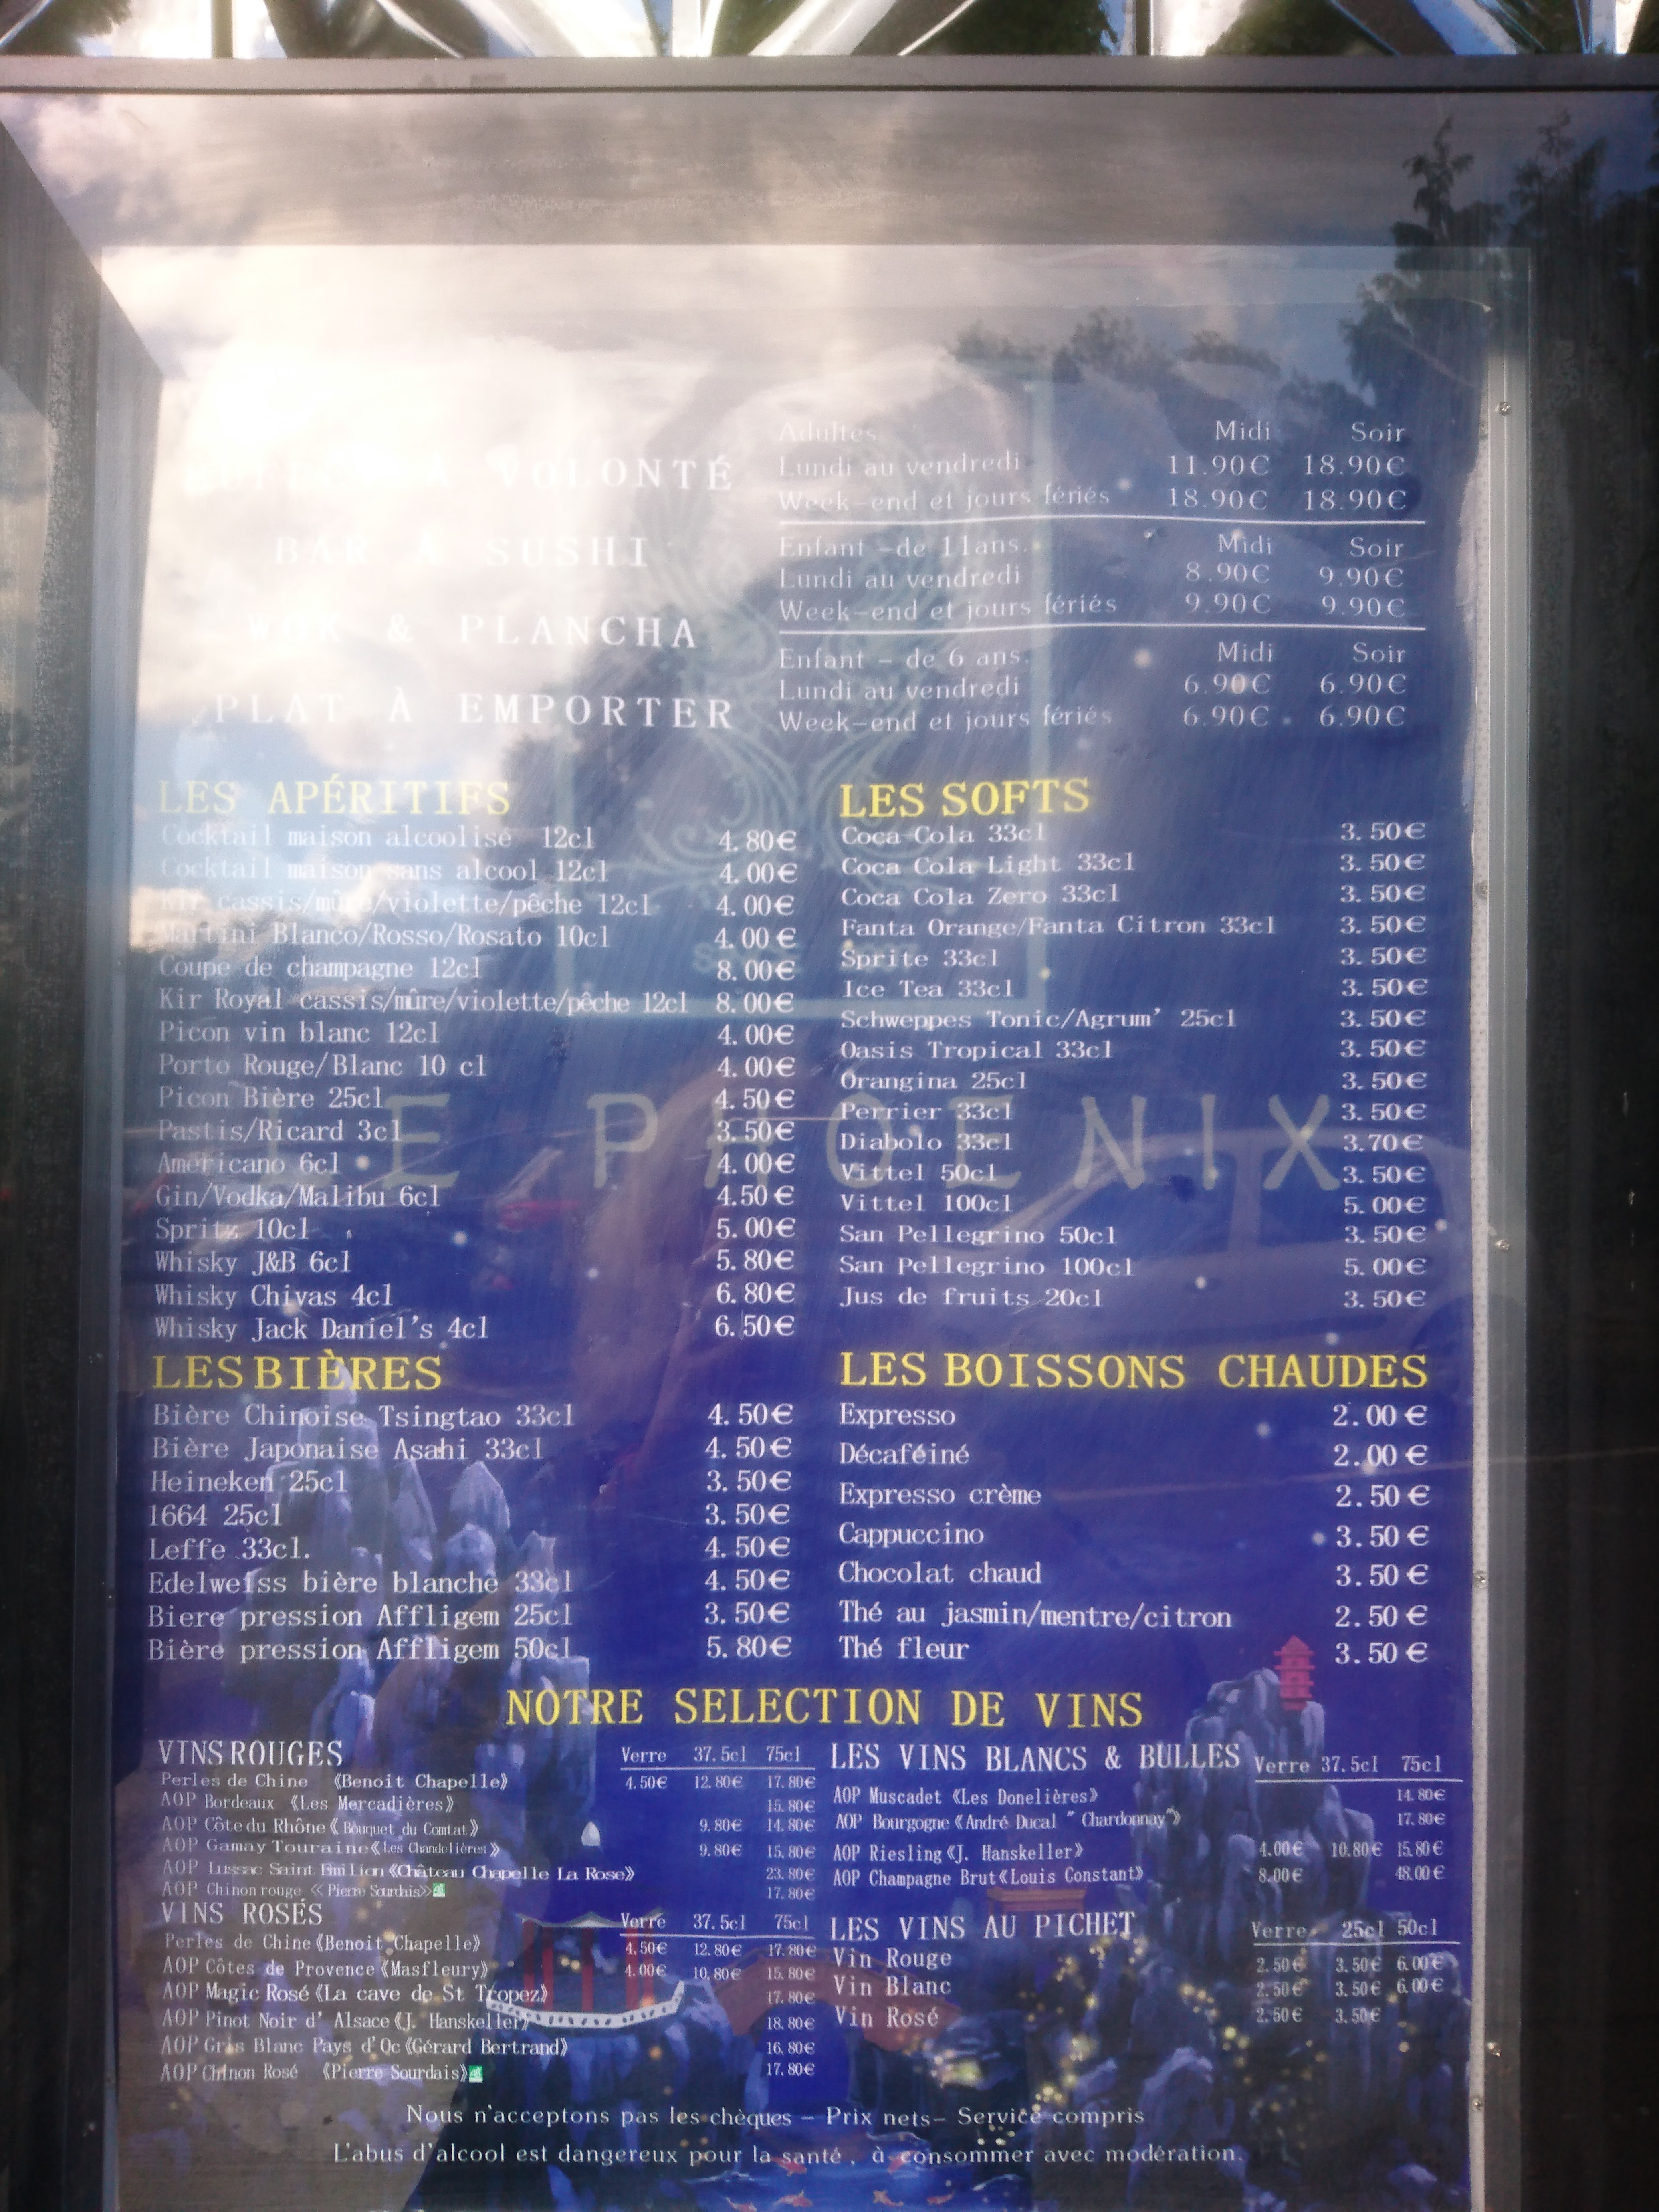 À VOLONTÉ
BAR À SUSHI
WOK & PLANCHA
PLAT À EMPORTER
Adultes Midi Soir
Lundi au vendredi 11.90€ 18.90€
Week-end et jours fériés 18.90€ 18.90€
Enfant -de 11ans. Midi Soir
Lundi au vendredi 8.90€ 9.90€
Week-end et jours fériés 9.90€ 9.90€
Enfant - de 6 ans. Midi Soir
Lundi au vendredi 6.90€ 6.90€
Week-end et jours fériés 6.90€ 6.90€
LE PHOENIX
LES APÉRITIFS
Cocktail maison alcoolisé 12cl 4.80€
Cocktail maison sans alcool 12cl 4.00€
Kir cassis/mûre/violette/pêche 12cl 4.00€
Martini Blanco/Rosso/Rosato 10cl 4.00€
Coupe de champagne 12cl 8.00€
Kir Royal cassis/mûre/violette/pêche 12cl 8.00€
Picon vin blanc 12cl 4.00€
Porto Rouge/Blanc 10 cl 4.00€
Picon Bière 25cl 4.50€
Pastis/Ricard 3cl 3.50€
Américano 6cl 4.00€
Gin/Vodka/Malibu 6cl 4.50€
Spritz 10cl 5.00€
Whisky J&B 6cl 5.80€
Whisky Chivas 4cl 6.80€
Whisky Jack Daniel's 4cl 6.50€
LES SOFTS
Coca Cola 33cl 3.50€
Coca Cola Light 33cl 3.50€
Coca Cola Zero 33cl 3.50€
Fanta Orange/Fanta Citron 33cl 3.50€
Sprite 33cl 3.50€
Ice Tea 33cl 3.50€
Schweppes Tonic/Agrum' 25cl 3.50€
Oasis Tropical 33cl 3.50€
Orangina 25cl 3.50€
Perrier 33cl 3.50€
Diabolo 33cl 3.70€
Vittel 50cl 3.50€
Vittel 100cl 5.00€
San Pellegrino 50cl 3.50€
San Pellegrino 100cl 5.00€
Jus de fruits 20cl 3.50€
LES BIÈRES
Bière Chinoise Tsingtao 33cl 4.50€
Bière Japonaise Asahi 33cl 4.50€
Heineken 25cl 3.50€
1664 25cl 3.50€
Leffe 33cl. 4.50€
Edelweiss bière blanche 33cl 4.50€
Biere pression Affligem 25cl 3.50€
Bière pression Affligem 50cl 5.80€
LES BOISSONS CHAUDES
Expresso 2.00€
Décaféiné 2.00€
Expresso crème 2.50€
Cappuccino 3.50€
Chocolat chaud 3.50€
Thé au jasmin/mentre/citron 2.50€
Thé fleur 3.50€
NOTRE SELECTION DE VINS
VINS ROUGES Verre 37.5cl 75cl
Perles de Chine 《Benoit Chapelle》 4.50€ 12.80€ 17.80€
AOP Bordeaux 《Les Mercadières》 15.80€
AOP Côte du Rhône《Bouquet du Comtat》 9.80€ 14.80€
AOP Gamay Touraine《Les Chandelières》 9.80€ 15.80€
AOP Lussac Saint Emilion《Château Chapelle La Rose》 23.80€
AOP Chinon rouge 《Pierre Sourdais》 17.80€
VINS ROSÉS Verre 37.5cl 75cl
Perles de Chine《Benoit Chapelle》 4.50€ 12.80€ 17.80€
AOP Côtes de Provence《Masfleury》 4.00€ 10.80€ 15.80€
AOP Magic Rosé《La cave de St Tropez》 17.80€
AOP Pinot Noir d'Alsace《J. Hanskeller》 18.80€
AOP Gris Blanc Pays d'Oc《Gérard Bertrand》 16.80€
AOP Chinon Rosé 《Pierre Sourdais》 17.80€
LES VINS BLANCS & BULLES Verre 37.5cl 75cl
AOP Muscadet《Les Donelières》 14.80€
AOP Bourgogne《André Ducal "Chardonnay"》 17.80€
AOP Riesling《J. Hanskeller》 4.00€ 10.80€ 15.80€
AOP Champagne Brut《Louis Constant》 8.00€ 48.00€
LES VINS AU PICHET Verre 25cl 50cl
Vin Rouge 2.50€ 3.50€ 6.00€
Vin Blanc 2.50€ 3.50€ 6.00€
Vin Rosé 2.50€ 3.50€
Nous n'acceptons pas les chèques - Prix nets- Service compris
L'abus d'alcool est dangereux pour la santé, à consommer avec modération.